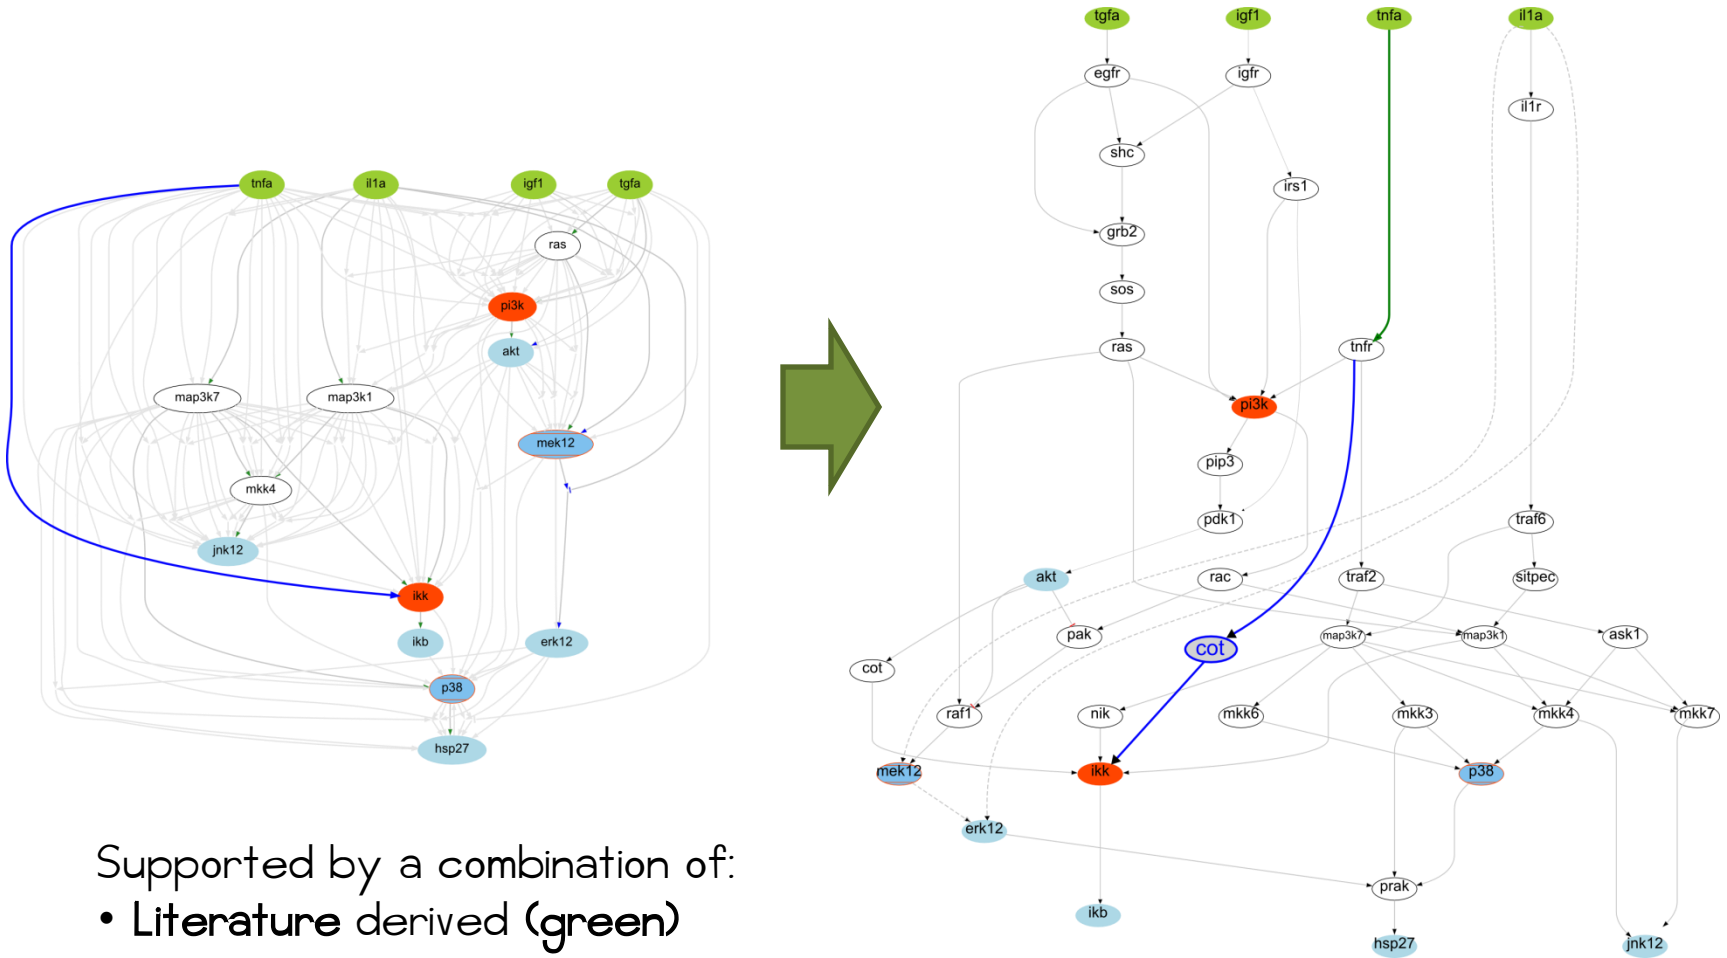 tgfa igf1 tnfa il1a
egfr igfr
il1r
shc
tnfa il1a igf1 tgfa
irs1
grb2
ras
sos
pi3k
akt
ras tnfr
map3k7 map3k1
pi3k
mek12
pip3
mkk4
pdk1 traf6
jnk12
akt rac traf2 sitpec
ikk
ikb erk12
pak cot map3k7 map3k1 ask1
cot
p38
raf1 nik mkk6 mkk3 mkk4 mkk7
hsp27
mek12 ikk p38
erk12
Supported by a combination of:
prak
• Literature derived (green)
ikb
hsp27 jnk12